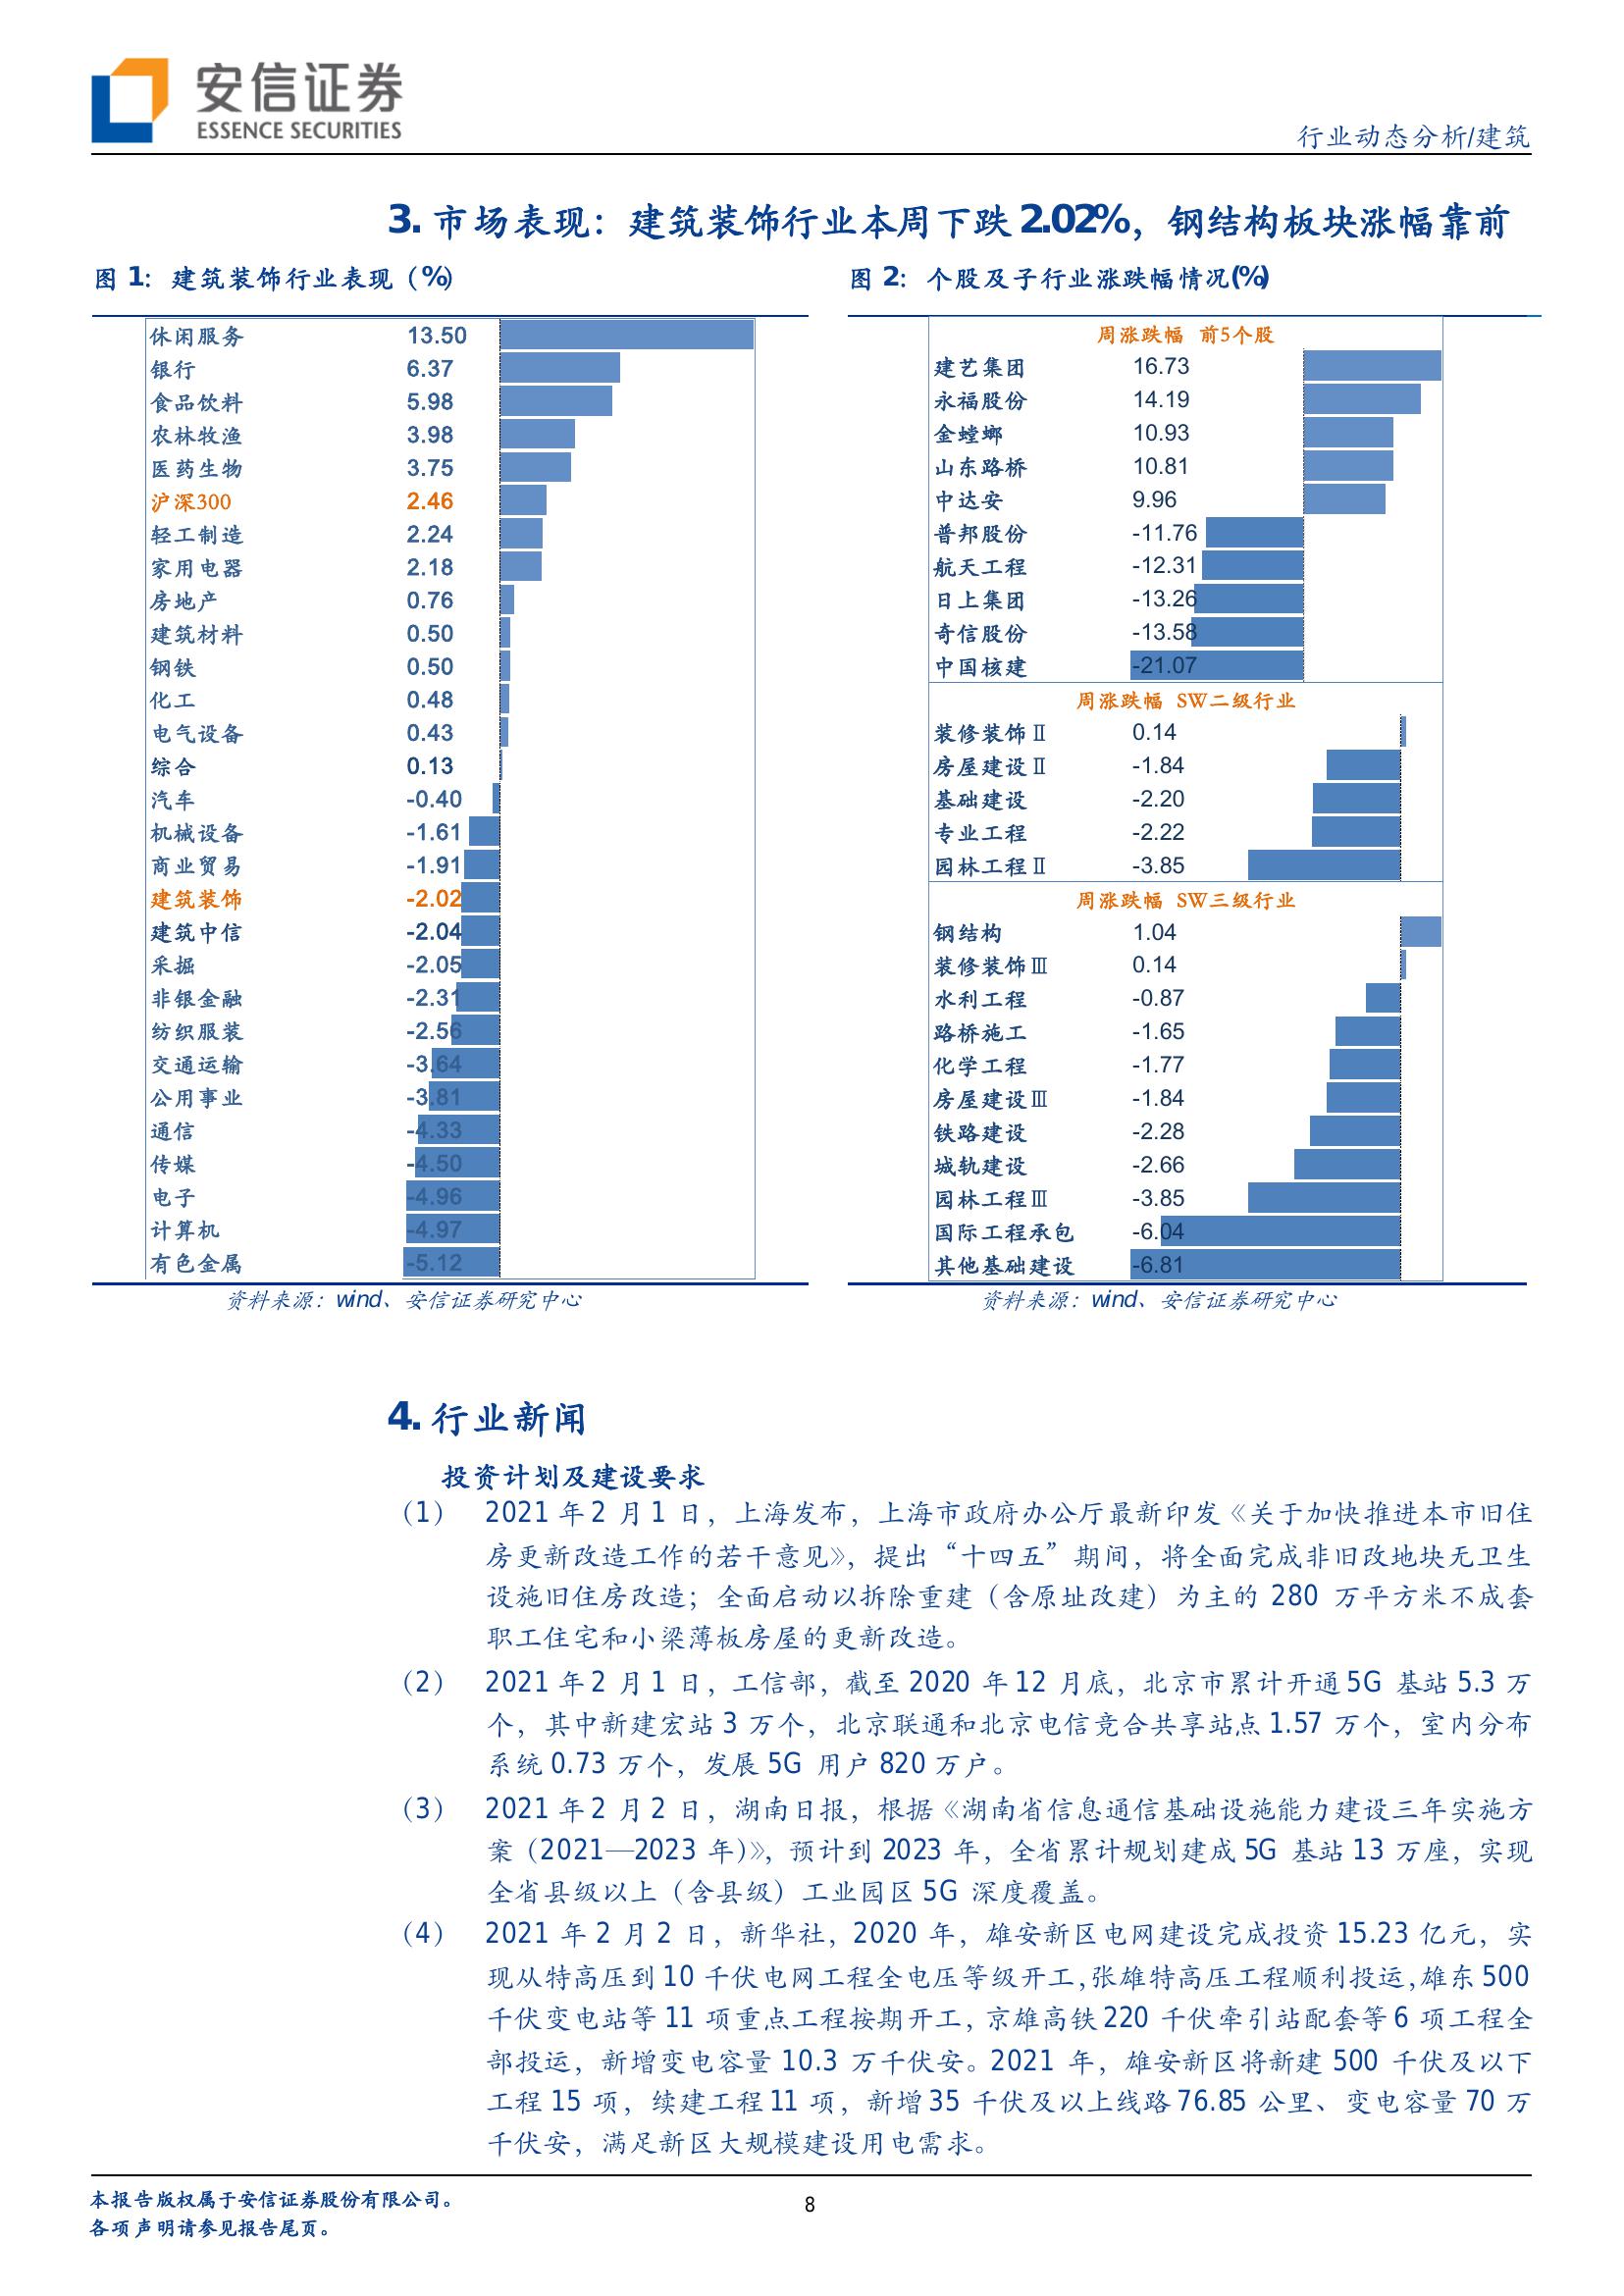 安信证券
ESSENCE SECURITIES
行业动态分析/建筑
3. 市场表现：建筑装饰行业本周下跌 2.02%，钢结构板块涨幅靠前
图 1：建筑装饰行业表现（%）
休闲服务 13.50
银行 6.37
食品饮料 5.98
农林牧渔 3.98
医药生物 3.75
沪深300 2.46
轻工制造 2.24
家用电器 2.18
房地产 0.76
建筑材料 0.50
钢铁 0.50
化工 0.48
电气设备 0.43
综合 0.13
汽车 -0.40
机械设备 -1.61
商业贸易 -1.91
建筑装饰 -2.02
建筑中信 -2.04
采掘 -2.05
非银金融 -2.31
纺织服装 -2.56
交通运输 -3.64
公用事业 -3.81
通信 -4.33
传媒 -4.50
电子 -4.96
计算机 -4.97
有色金属 -5.12
资料来源：wind、安信证券研究中心
图 2：个股及子行业涨跌幅情况(%)
周涨跌幅 前5个股
建艺集团 16.73
永福股份 14.19
金螳螂 10.93
山东路桥 10.81
中达安 9.96
普邦股份 -11.76
航天工程 -12.31
日上集团 -13.26
奇信股份 -13.58
中国核建 -21.07
周涨跌幅 SW二级行业
装修装饰Ⅱ 0.14
房屋建设Ⅱ -1.84
基础建设 -2.20
专业工程 -2.22
园林工程Ⅱ -3.85
周涨跌幅 SW三级行业
钢结构 1.04
装修装饰Ⅲ 0.14
水利工程 -0.87
路桥施工 -1.65
化学工程 -1.77
房屋建设Ⅲ -1.84
铁路建设 -2.28
城轨建设 -2.66
园林工程Ⅲ -3.85
国际工程承包 -6.04
其他基础建设 -6.81
资料来源：wind、安信证券研究中心
4. 行业新闻
投资计划及建设要求
（1） 2021 年 2 月 1 日，上海发布，上海市政府办公厅最新印发《关于加快推进本市旧住
房更新改造工作的若干意见》，提出“十四五”期间，将全面完成非旧改地块无卫生
设施旧住房改造；全面启动以拆除重建（含原址改建）为主的 280 万平方米不成套
职工住宅和小梁薄板房屋的更新改造。
（2） 2021 年 2 月 1 日，工信部，截至 2020 年 12 月底，北京市累计开通 5G 基站 5.3 万
个，其中新建宏站 3 万个，北京联通和北京电信竞合共享站点 1.57 万个，室内分布
系统 0.73 万个，发展 5G 用户 820 万户。
（3） 2021 年 2 月 2 日，湖南日报，根据《湖南省信息通信基础设施能力建设三年实施方
案（2021—2023 年）》，预计到 2023 年，全省累计规划建成 5G 基站 13 万座，实现
全省县级以上（含县级）工业园区 5G 深度覆盖。
（4） 2021 年 2 月 2 日，新华社，2020 年，雄安新区电网建设完成投资 15.23 亿元，实
现从特高压到 10 千伏电网工程全电压等级开工，张雄特高压工程顺利投运，雄东 500
千伏变电站等 11 项重点工程按期开工，京雄高铁 220 千伏牵引站配套等 6 项工程全
部投运，新增变电容量 10.3 万千伏安。2021 年，雄安新区将新建 500 千伏及以下
工程 15 项，续建工程 11 项，新增 35 千伏及以上线路 76.85 公里、变电容量 70 万
千伏安，满足新区大规模建设用电需求。
本报告版权属于安信证券股份有限公司。
各项声明请参见报告尾页。
8